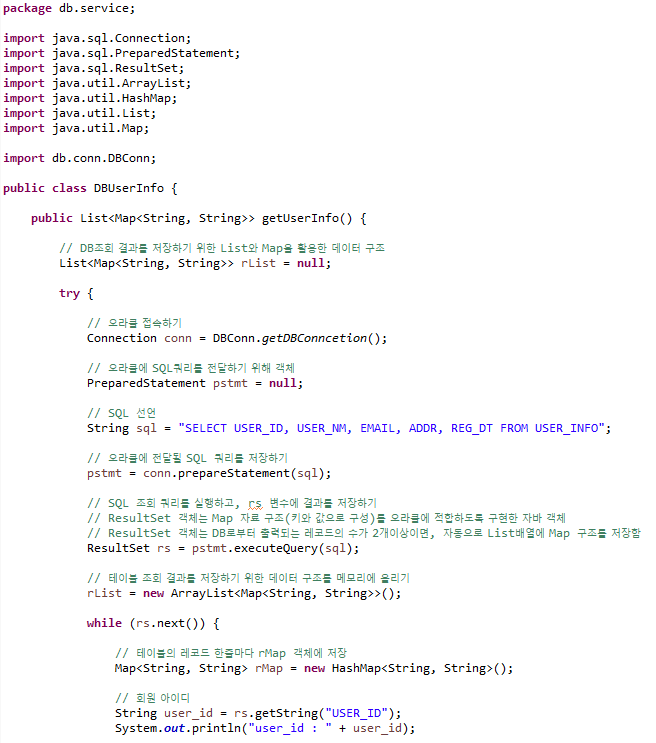 package db.service;
import java.sql.Connection;
import java.sql.PreparedStatement;
import java.sql.ResultSet;
import java.util.ArrayList;
import java.util.HashMap;
import java.util.List;
import java.util.Map;
import db.conn.DBConn;
public class DBUserInfo {
public List<Map<String, String>> getUserInfo() {
// DB조회 결과를 저장하기 위한 List와 Map을 활용한 데이터 구조
List<Map<String, String>> rList = null;
try {
// 오라클 접속하기
Connection conn = DBConn.getDBConncetion();
// 오라클에 SQL쿼리를 전달하기 위해 객체
PreparedStatement pstmt = null;
// SQL 선언
String sql = "SELECT USER_ID, USER_NM, EMAIL, ADDR, REG_DT FROM USER_INFO";
// 오라클에 전달될 SQL 쿼리를 저장하기
pstmt = conn.prepareStatement(sql);
// SQL 조회 쿼리를 실행하고, rs 변수에 결과를 저장하기
// ResultSet 객체는 Map 자료 구조(키와 값으로 구성)를 오라클에 적합하도록 구현한 자바 객체
// ResultSet 객체는 DB로부터 출력되는 레코드의 수가 2개이상이면, 자동으로 List배열에 Map 구조를 저장함
ResultSet rs = pstmt.executeQuery(sql);
// 테이블 조회 결과를 저장하기 위한 데이터 구조를 메모리에 올리기
rList = new ArrayList<Map<String, String>>();
while (rs.next()) {
// 테이블의 레코드 한줄마다 rMap 객체에 저장
Map<String, String> rMap = new HashMap<String, String>();
// 회원 아이디
String user_id = rs.getString("USER_ID");
System.out.println("user_id : " + user_id);